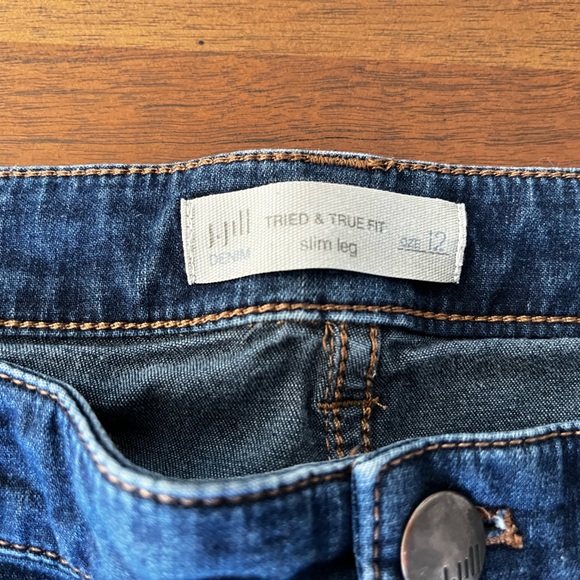 J.Jill TRIED & TRUE FIT SIZE 12
DENIM slim leg